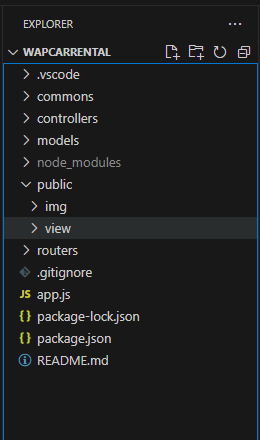 EXPLORER
WAPCARRENTAL
.vscode
commons
controllers
models
node_modules
public
img
view
routers
.gitignore
JS app.js
{} package-lock.json
{} package.json
README.md